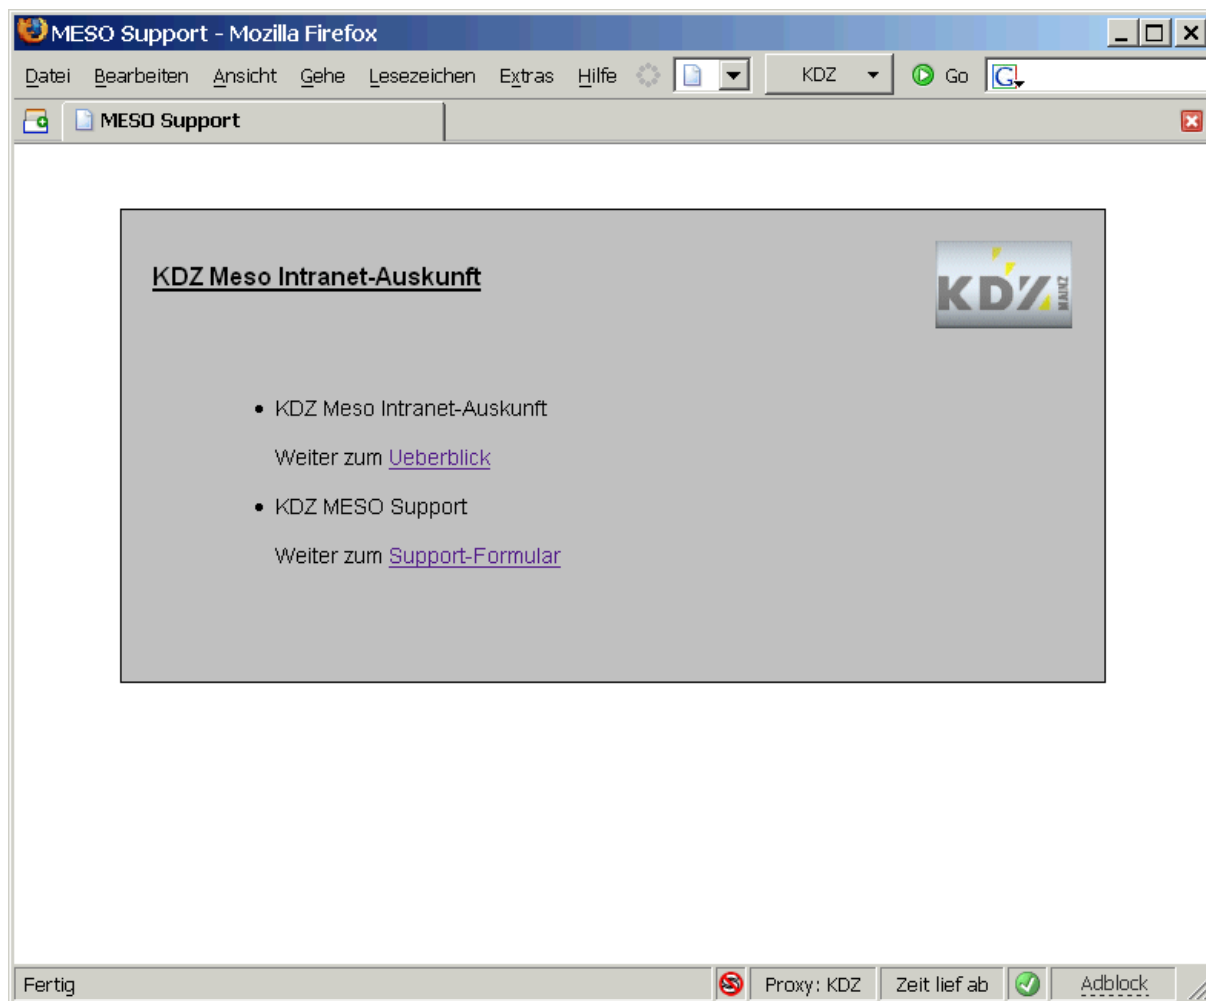 MESO Support - Mozilla Firefox
Datei Bearbeiten Ansicht Gehe Lesezeichen Extras Hilfe KDZ Go G
MESO Support
KDZ Meso Intranet-Auskunft
KDZ MAINZ
• KDZ Meso Intranet-Auskunft
Weiter zum Ueberblick
• KDZ MESO Support
Weiter zum Support-Formular
Fertig Proxy: KDZ Zeit lief ab Adblock